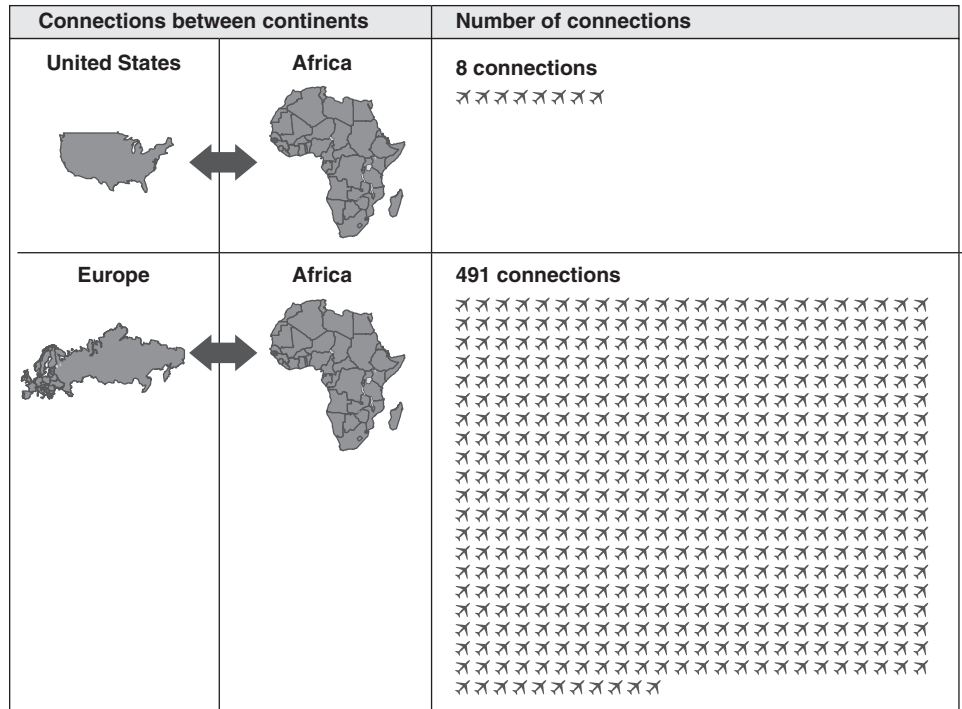 Connections between continents
Number of connections
United States
Africa
8 connections
Europe
Africa
491 connections